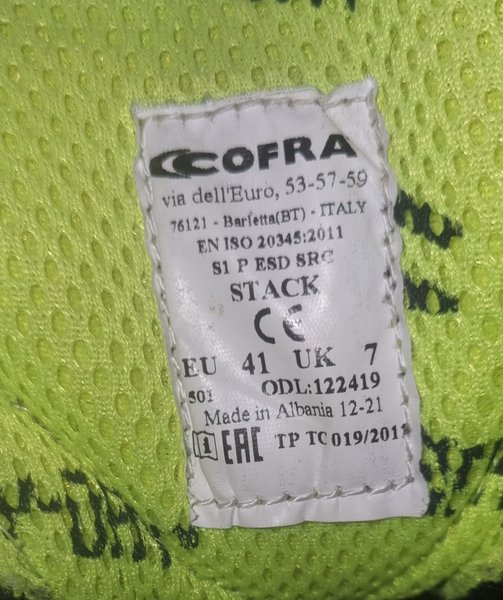 COFRA
via dell'Euro, 53-57-59
76121 - Barletta(BT) - ITALY
EN ISO 20345:2011
S1 P ESD SRC
STACK
CE
EU 41 UK 7
501 ODL:122419
Made in Albania 12-21
i EAC TP TC 019/2011